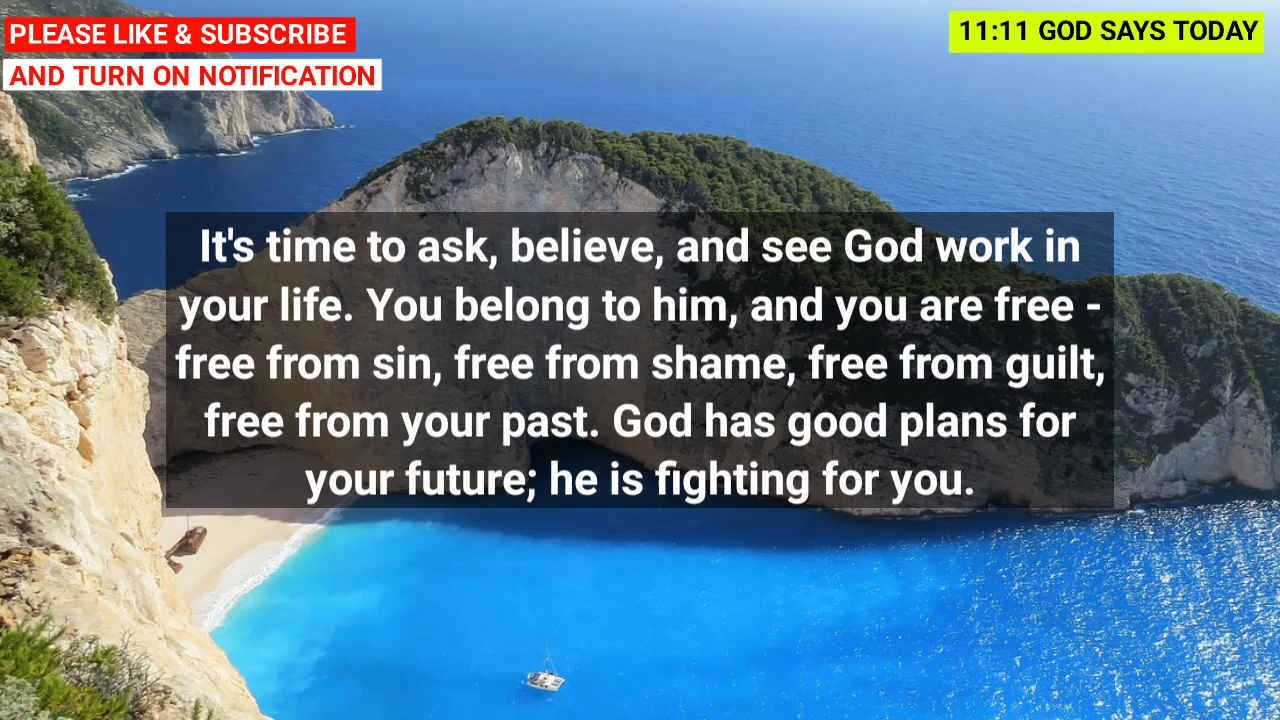 PLEASE LIKE & SUBSCRIBE
AND TURN ON NOTIFICATION
11:11 GOD SAYS TODAY
It's time to ask, believe, and see God work in
your life. You belong to him, and you are free -
free from sin, free from shame, free from guilt,
free from your past. God has good plans for
your future; he is fighting for you.